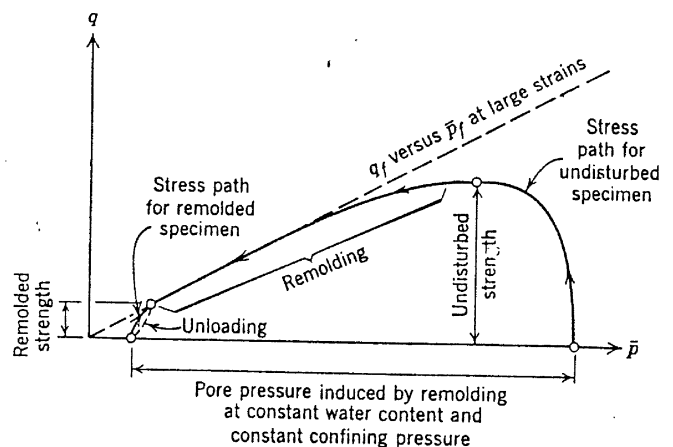 q
q_f versus p̄_f at large strains
Stress
path for
undisturbed
specimen
Stress path
for remolded
specimen
Remolding
Undisturbed
strength
Remolded
strength
Unloading
p̄
Pore pressure induced by remolding
at constant water content and
constant confining pressure